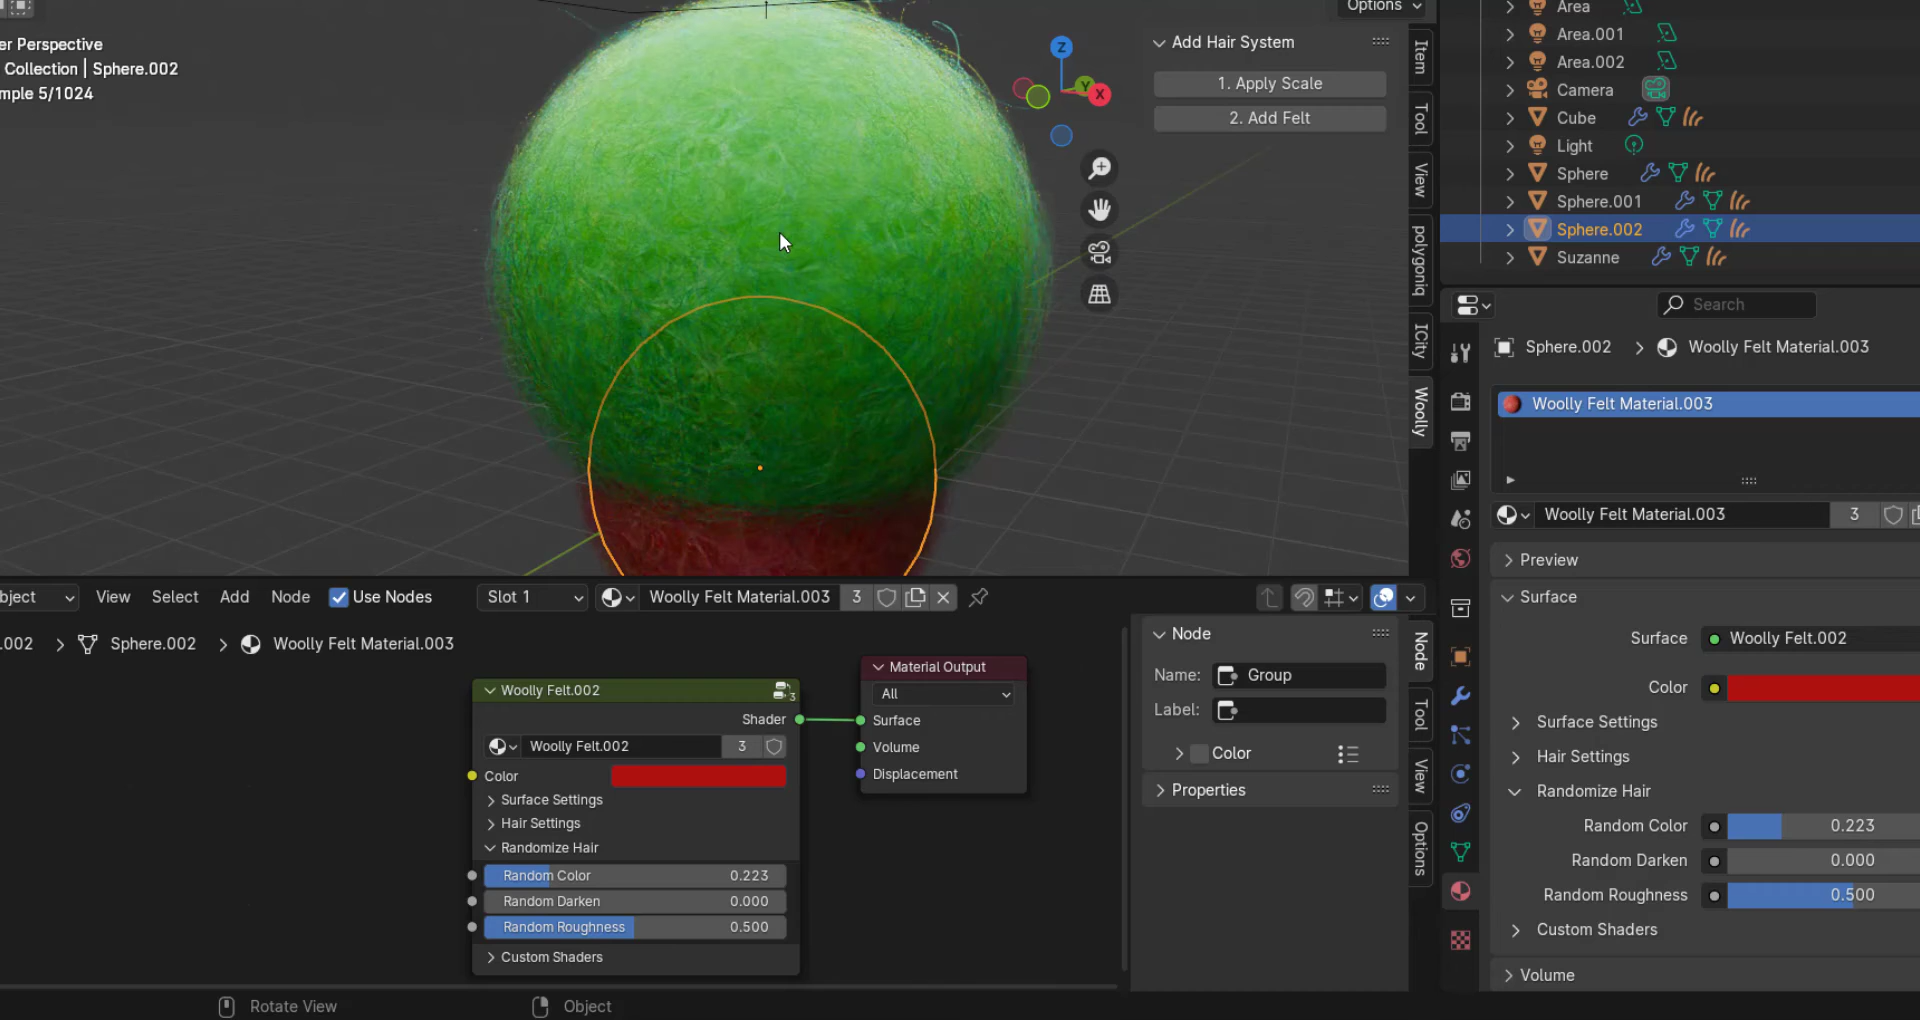 Options
er Perspective
Collection | Sphere.002
mple 5/1024
Z
Y
X
Add Hair System
1. Apply Scale
2. Add Felt
Item
Tool
View
polygoniq
ICity
Woolly
Area
Area.001
Area.002
Camera
Cube
Light
Sphere
Sphere.001
Sphere.002
Suzanne
Search
Sphere.002 > Woolly Felt Material.003
Woolly Felt Material.003
Woolly Felt Material.003 3
Preview
Surface
Surface Woolly Felt.002
Color
Surface Settings
Hair Settings
Randomize Hair
Random Color 0.223
Random Darken 0.000
Random Roughness 0.500
Custom Shaders
Volume
bject View Select Add Node Use Nodes Slot 1 Woolly Felt Material.003 3
.002 > Sphere.002 > Woolly Felt Material.003
Woolly Felt.002 3
Shader
Woolly Felt.002 3
Color
Surface Settings
Hair Settings
Randomize Hair
Random Color 0.223
Random Darken 0.000
Random Roughness 0.500
Custom Shaders
Material Output
All
Surface
Volume
Displacement
Node
Name: Group
Label:
Color
Properties
Node
Tool
View
Options
Rotate View Object